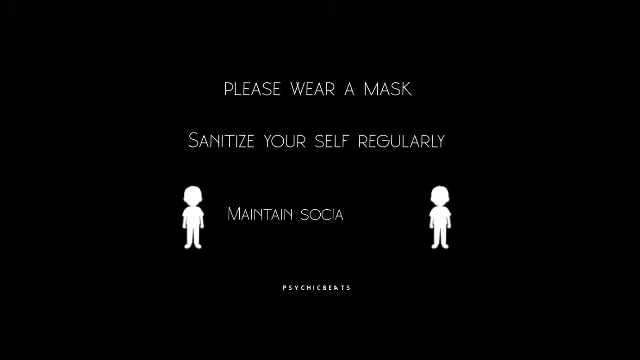 PLEASE WEAR A MASK
SANITIZE YOUR SELF REGULARLY
MAINTAIN SOCIA
PSYCHICBEATS